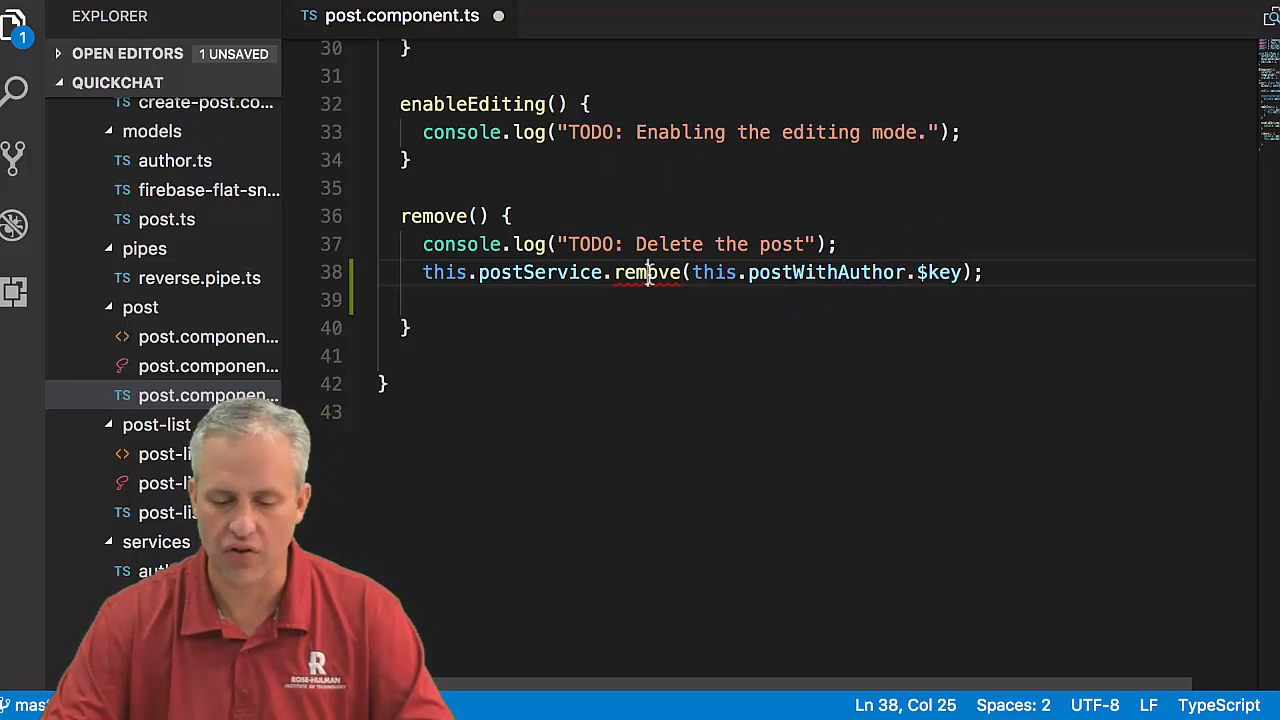 EXPLORER
TS post.component.ts
1
OPEN EDITORS 1 UNSAVED
QUICKCHAT
create-post.co...
models
TS author.ts
TS firebase-flat-sn...
TS post.ts
pipes
TS reverse.pipe.ts
post
post.componen...
post.componen...
TS post.componen...
post-list
post-li
post-li
TS post-lis
services
TS
30 }
31
32 enableEditing() {
33 console.log("TODO: Enabling the editing mode.");
34 }
35
36 remove() {
37 console.log("TODO: Delete the post");
38 this.postService.remove(this.postWithAuthor.$key);
39
40 }
41
42 }
43
R
ROSE-HULMAN
INSTITUTE OF TECHNOLOGY
mas Ln 38, Col 25 Spaces: 2 UTF-8 LF TypeScript